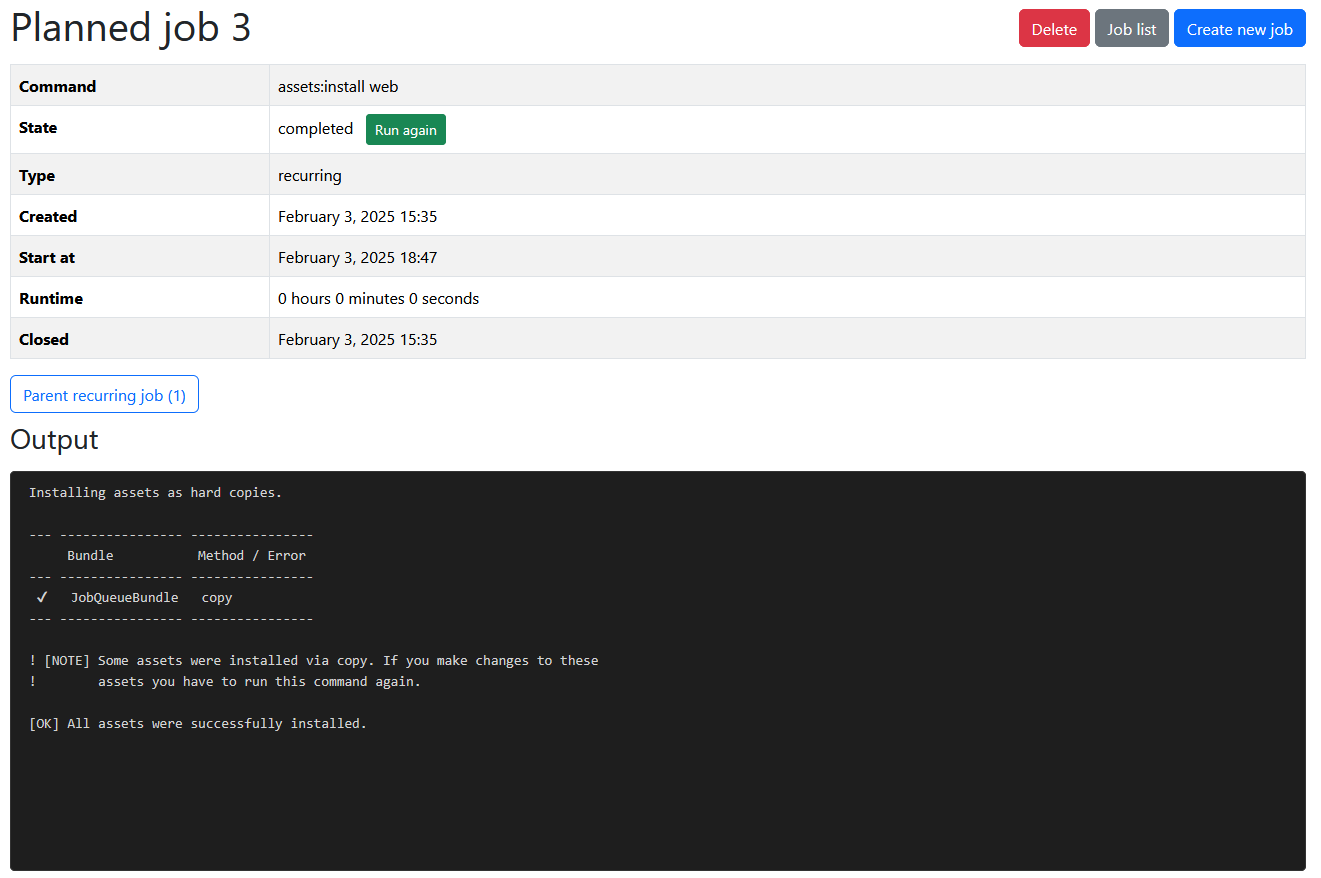 Planned job 3
Delete Job list Create new job
Command assets:install web
State completed Run again
Type recurring
Created February 3, 2025 15:35
Start at February 3, 2025 18:47
Runtime 0 hours 0 minutes 0 seconds
Closed February 3, 2025 15:35
Parent recurring job (1)
Output
Installing assets as hard copies.
--- ---------------- ----------------
Bundle Method / Error
--- ---------------- ----------------
✓ JobQueueBundle copy
--- ---------------- ----------------
! [NOTE] Some assets were installed via copy. If you make changes to these
! assets you have to run this command again.
[OK] All assets were successfully installed.